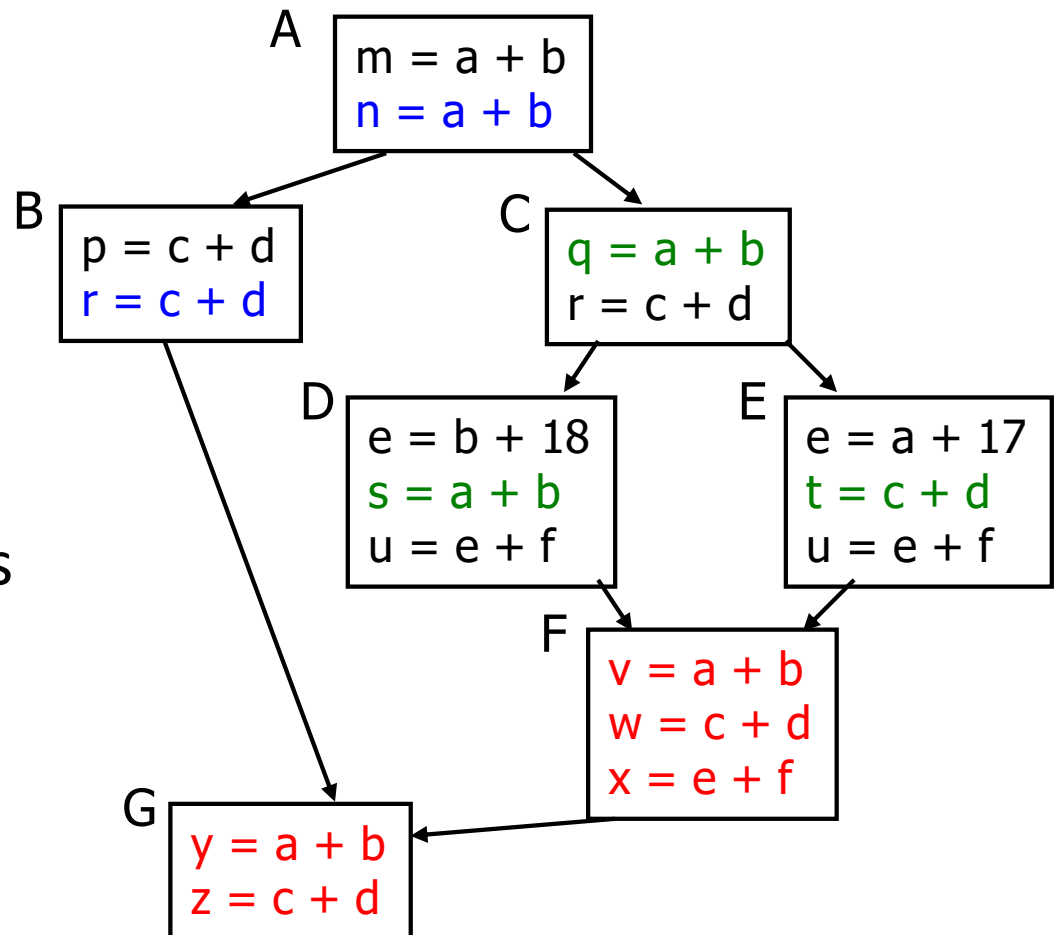 A
m = a + b
n = a + b
B
p = c + d
r = c + d
C
q = a + b
r = c + d
D
e = b + 18
s = a + b
u = e + f
E
e = a + 17
t = c + d
u = e + f
s
F
v = a + b
w = c + d
x = e + f
G
y = a + b
z = c + d